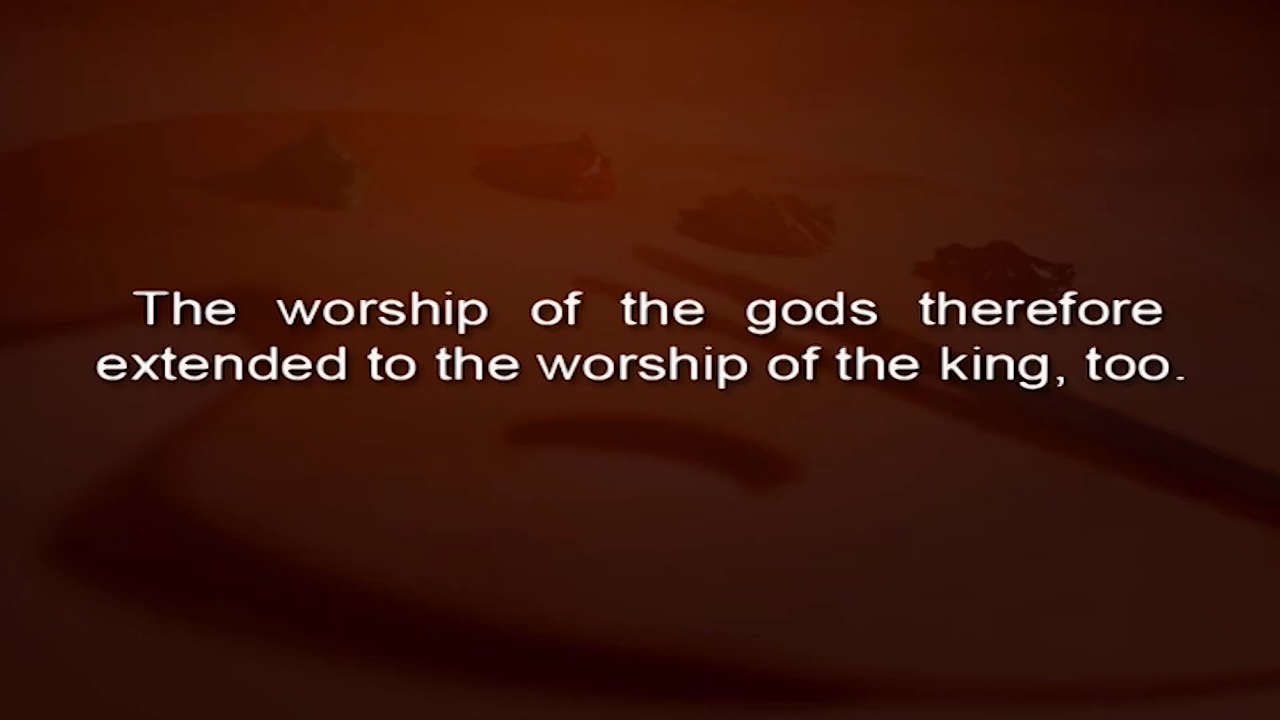 The worship of the gods therefore
extended to the worship of the king, too.